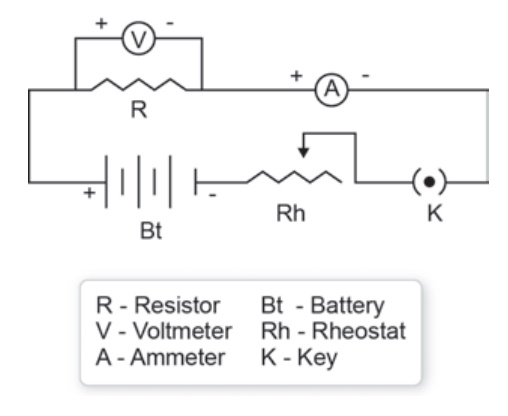 + -
V
R
+ -
A
+ -
Bt
Rh
K
R - Resistor Bt - Battery
V - Voltmeter Rh - Rheostat
A - Ammeter K - Key